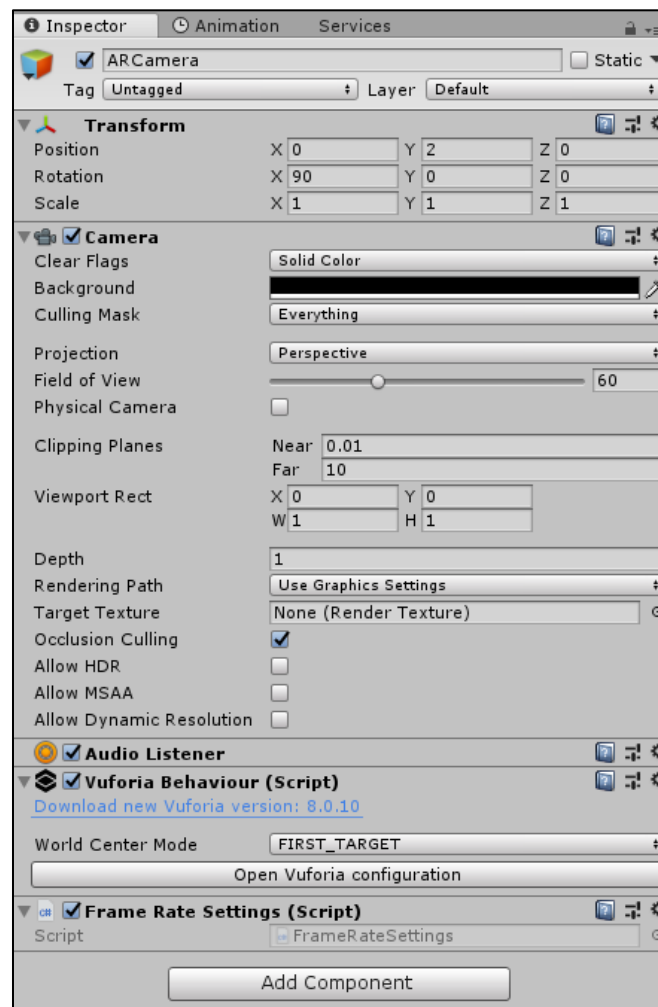 Inspector Animation Services
ARCamera Static
Tag Untagged Layer Default
Transform
Position X 0 Y 2 Z 0
Rotation X 90 Y 0 Z 0
Scale X 1 Y 1 Z 1
Camera
Clear Flags Solid Color
Background
Culling Mask Everything
Projection Perspective
Field of View 60
Physical Camera
Clipping Planes Near 0.01
Far 10
Viewport Rect X 0 Y 0
W 1 H 1
Depth 1
Rendering Path Use Graphics Settings
Target Texture None (Render Texture)
Occlusion Culling
Allow HDR
Allow MSAA
Allow Dynamic Resolution
Audio Listener
Vuforia Behaviour (Script)
Download new Vuforia version: 8.0.10
World Center Mode FIRST_TARGET
Open Vuforia configuration
C# Frame Rate Settings (Script)
Script FrameRateSettings
Add Component